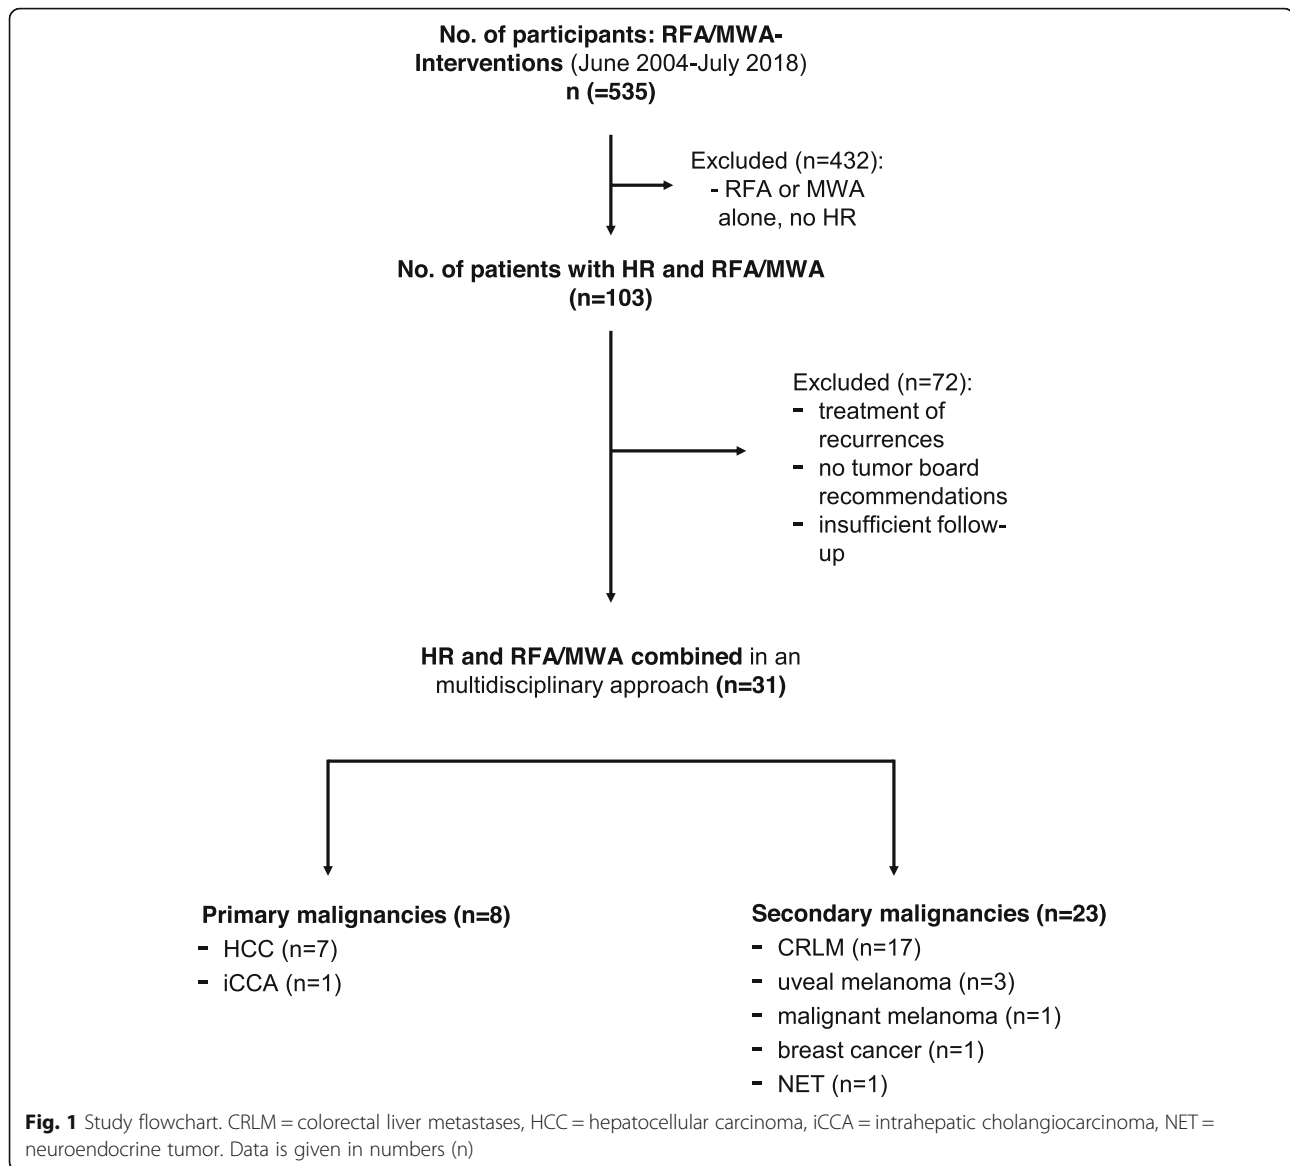 No. of participants: RFA/MWA-
Interventions (June 2004-July 2018)
n (=535)
Excluded (n=432):
- RFA or MWA
alone, no HR
No. of patients with HR and RFA/MWA
(n=103)
Excluded (n=72):
- treatment of
recurrences
- no tumor board
recommendations
- insufficient follow-
up
HR and RFA/MWA combined in an
multidisciplinary approach (n=31)
Primary malignancies (n=8)
- HCC (n=7)
- iCCA (n=1)
Secondary malignancies (n=23)
- CRLM (n=17)
- uveal melanoma (n=3)
- malignant melanoma (n=1)
- breast cancer (n=1)
- NET (n=1)
Fig. 1 Study flowchart. CRLM = colorectal liver metastases, HCC = hepatocellular carcinoma, iCCA = intrahepatic cholangiocarcinoma, NET =
neuroendocrine tumor. Data is given in numbers (n)